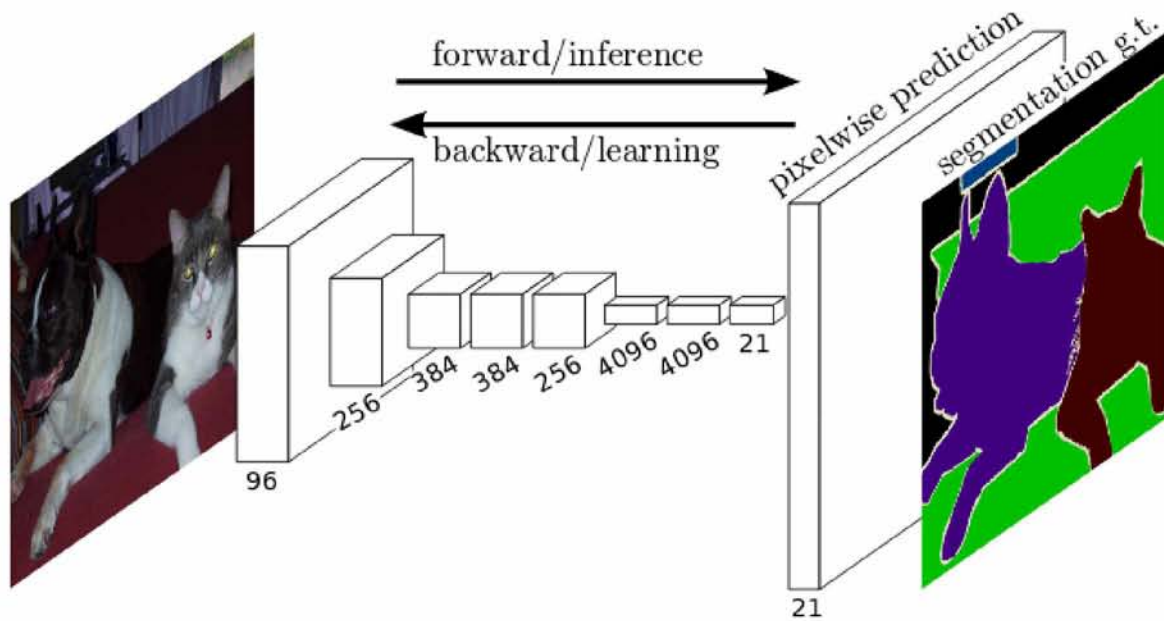 forward/inference
backward/learning
pixelwise prediction
segmentation g.t.
96
256
384
384
256
4096
4096
21
21